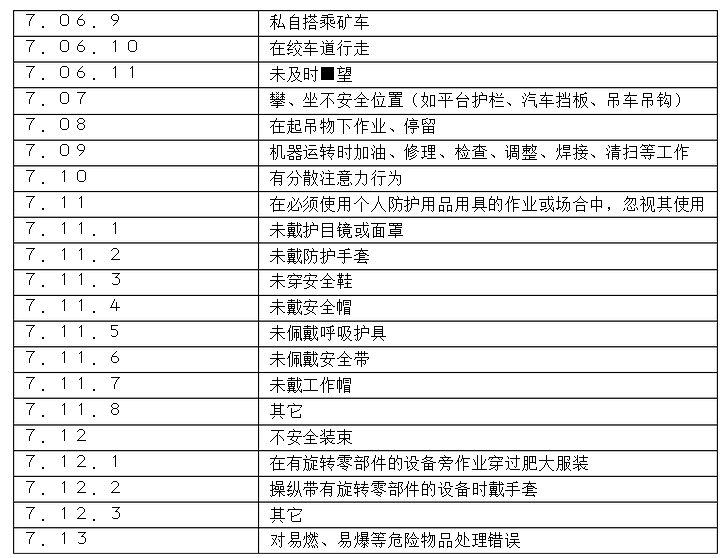 7.06.9 私自搭乘矿车
7.06.10 在绞车道行走
7.06.11 未及时■望
7.07 攀、坐不安全位置（如平台护栏、汽车挡板、吊车吊钩）
7.08 在起吊物下作业、停留
7.09 机器运转时加油、修理、检查、调整、焊接、清扫等工作
7.10 有分散注意力行为
7.11 在必须使用个人防护用品用具的作业或场合中，忽视其使用
7.11.1 未戴护目镜或面罩
7.11.2 未戴防护手套
7.11.3 未穿安全鞋
7.11.4 未戴安全帽
7.11.5 未佩戴呼吸护具
7.11.6 未佩戴安全带
7.11.7 未戴工作帽
7.11.8 其它
7.12 不安全装束
7.12.1 在有旋转零部件的设备旁作业穿过肥大服装
7.12.2 操纵带有旋转零部件的设备时戴手套
7.12.3 其它
7.13 对易燃、易爆等危险物品处理错误